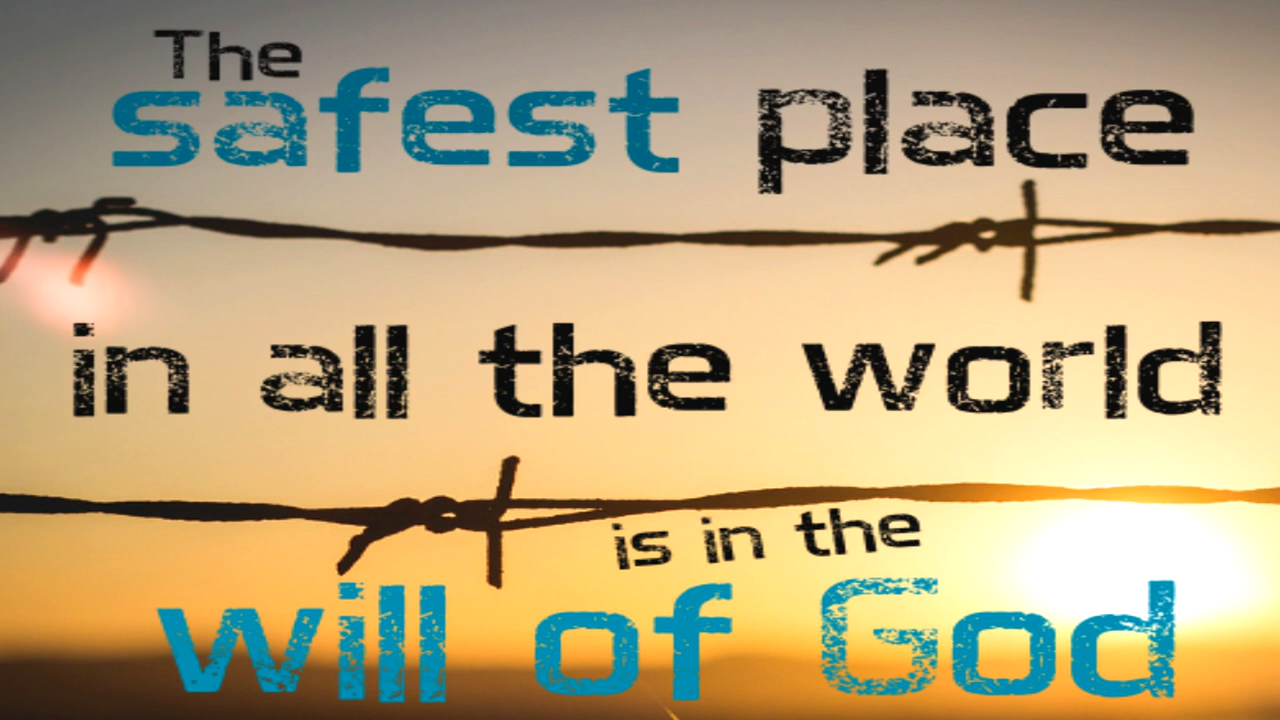 The
safest place
in all the world
is in the
will of God